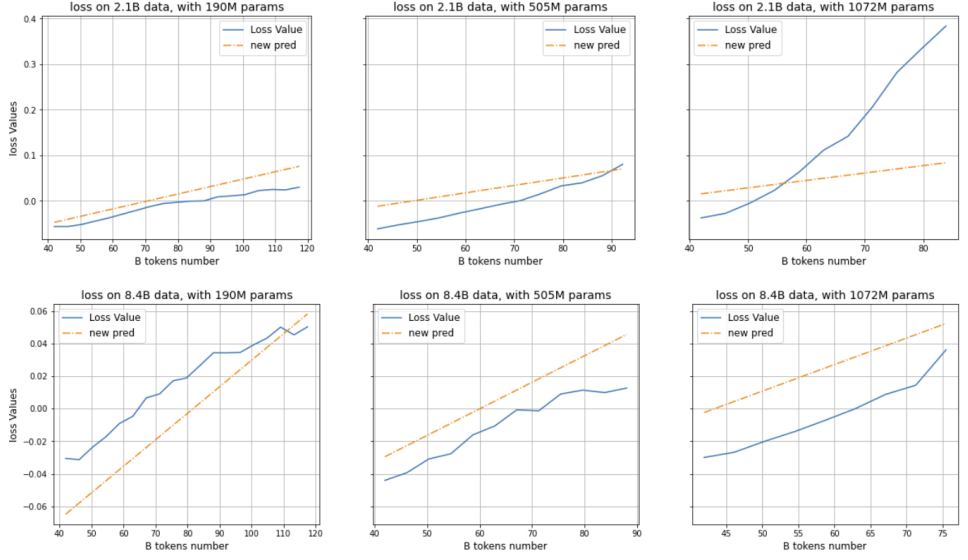 loss on 2.1B data, with 190M params
loss on 2.1B data, with 505M params
loss on 2.1B data, with 1072M params
0.4
0.3
0.2
0.1
0.0
loss Values
Loss Value
new pred
Loss Value
new pred
Loss Value
new pred
40 50 60 70 80 90 100 110 120
40 50 60 70 80 90
40 50 60 70 80
B tokens number
B tokens number
B tokens number
loss on 8.4B data, with 190M params
loss on 8.4B data, with 505M params
loss on 8.4B data, with 1072M params
0.06
0.04
0.02
0.00
−0.02
−0.04
−0.06
loss Values
Loss Value
new pred
Loss Value
new pred
Loss Value
new pred
40 50 60 70 80 90 100 110 120
40 50 60 70 80 90
45 50 55 60 65 70 75
B tokens number
B tokens number
B tokens number